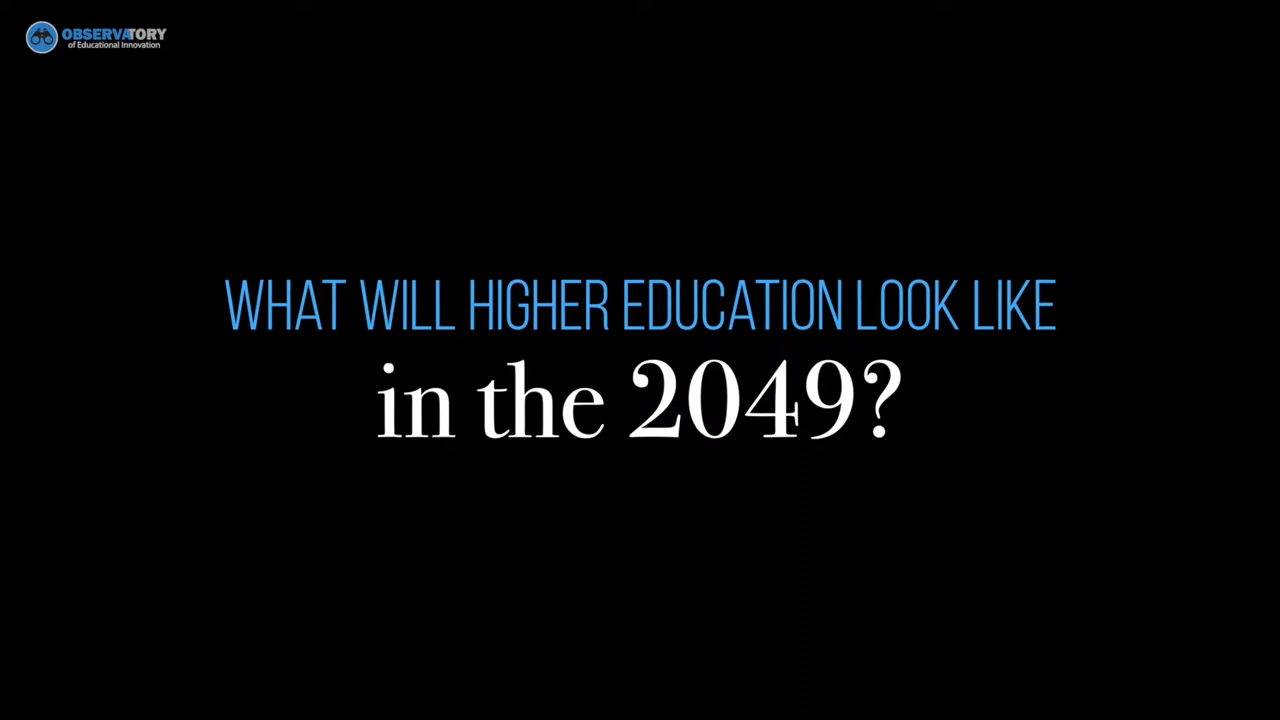 OBSERVATORY
of Educational Innovation
WHAT WILL HIGHER EDUCATION LOOK LIKE
in the 2049?